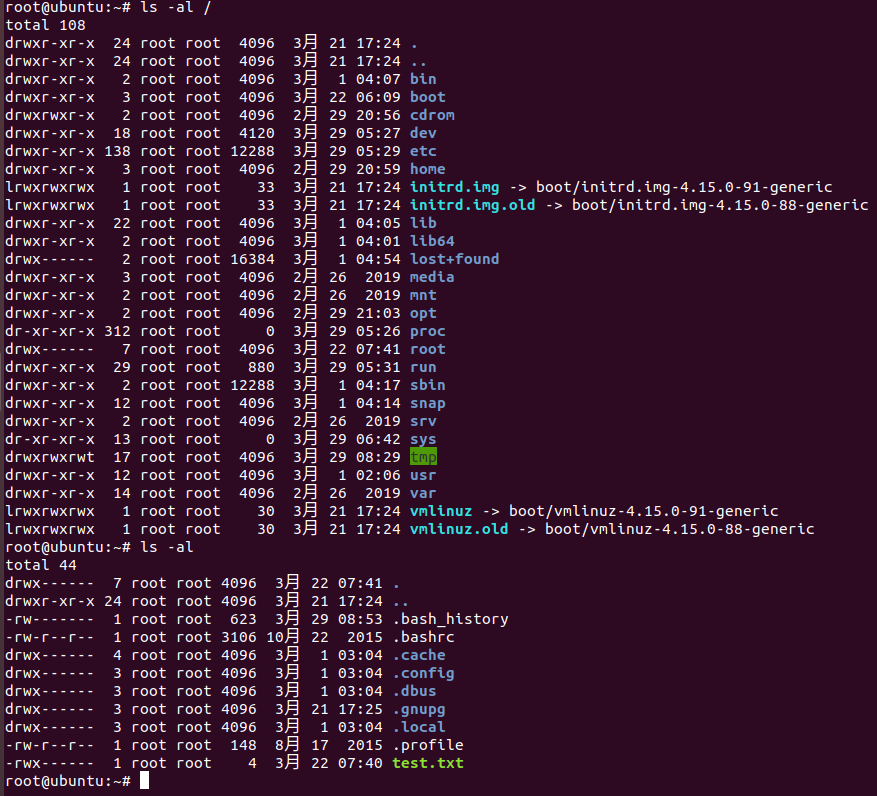 root@ubuntu:~# ls -al /
total 108
drwxr-xr-x  24 root root  4096  3月 21 17:24 .
drwxr-xr-x  24 root root  4096  3月 21 17:24 ..
drwxr-xr-x   2 root root  4096  3月  1 04:07 bin
drwxr-xr-x   3 root root  4096  3月 22 06:09 boot
drwxrwxr-x   2 root root  4096  2月 29 20:56 cdrom
drwxr-xr-x  18 root root  4120  3月 29 05:27 dev
drwxr-xr-x 138 root root 12288  3月 29 05:29 etc
drwxr-xr-x   3 root root  4096  2月 29 20:59 home
lrwxrwxrwx   1 root root    33  3月 21 17:24 initrd.img -> boot/initrd.img-4.15.0-91-generic
lrwxrwxrwx   1 root root    33  3月 21 17:24 initrd.img.old -> boot/initrd.img-4.15.0-88-generic
drwxr-xr-x  22 root root  4096  3月  1 04:05 lib
drwxr-xr-x   2 root root  4096  3月  1 04:01 lib64
drwx------   2 root root 16384  3月  1 04:54 lost+found
drwxr-xr-x   3 root root  4096  2月 26  2019 media
drwxr-xr-x   2 root root  4096  2月 26  2019 mnt
drwxr-xr-x   2 root root  4096  2月 29 21:03 opt
dr-xr-xr-x 312 root root     0  3月 29 05:26 proc
drwx------   7 root root  4096  3月 22 07:41 root
drwxr-xr-x  29 root root   880  3月 29 05:31 run
drwxr-xr-x   2 root root 12288  3月  1 04:17 sbin
drwxr-xr-x  12 root root  4096  3月  1 04:14 snap
drwxr-xr-x   2 root root  4096  2月 26  2019 srv
dr-xr-xr-x  13 root root     0  3月 29 06:42 sys
drwxrwxrwt  17 root root  4096  3月 29 08:29 tmp
drwxr-xr-x  12 root root  4096  3月  1 02:06 usr
drwxr-xr-x  14 root root  4096  2月 26  2019 var
lrwxrwxrwx   1 root root    30  3月 21 17:24 vmlinuz -> boot/vmlinuz-4.15.0-91-generic
lrwxrwxrwx   1 root root    30  3月 21 17:24 vmlinuz.old -> boot/vmlinuz-4.15.0-88-generic
root@ubuntu:~# ls -al
total 44
drwx------  7 root root 4096  3月 22 07:41 .
drwxr-xr-x 24 root root 4096  3月 21 17:24 ..
-rw-------  1 root root  623  3月 29 08:53 .bash_history
-rw-r--r--  1 root root 3106 10月 22  2015 .bashrc
drwx------  4 root root 4096  3月  1 03:04 .cache
drwx------  3 root root 4096  3月  1 03:04 .config
drwx------  3 root root 4096  3月  1 03:04 .dbus
drwx------  3 root root 4096  3月 21 17:25 .gnupg
drwx------  3 root root 4096  3月  1 03:04 .local
-rw-r--r--  1 root root  148  8月 17  2015 .profile
-rwx------  1 root root    4  3月 22 07:40 test.txt
root@ubuntu:~#